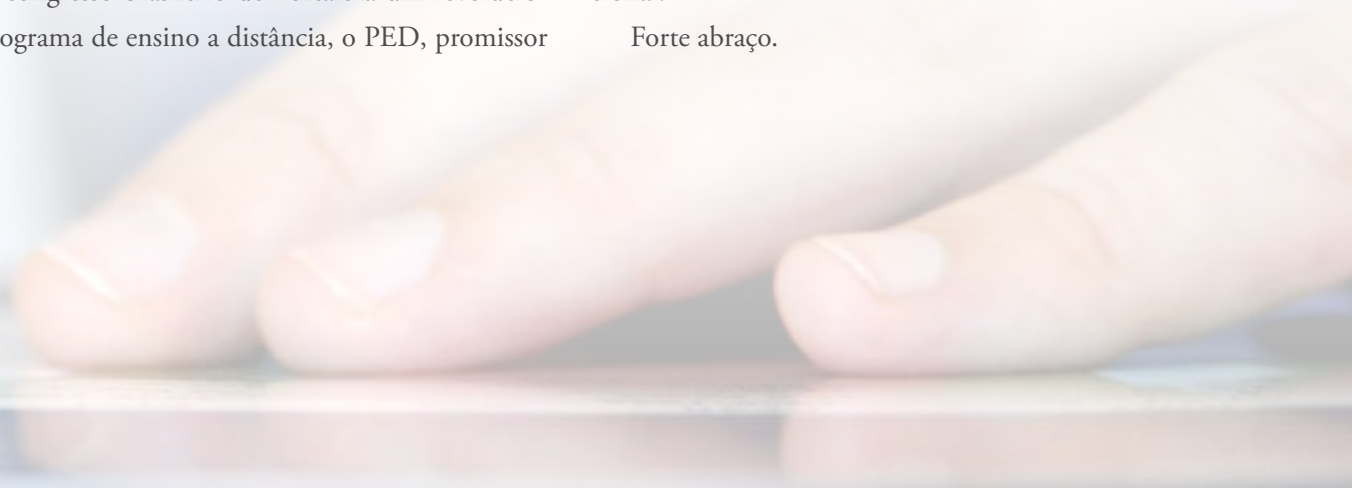 ograma de ensino a distância, o PED, promissor
Forte abraço.